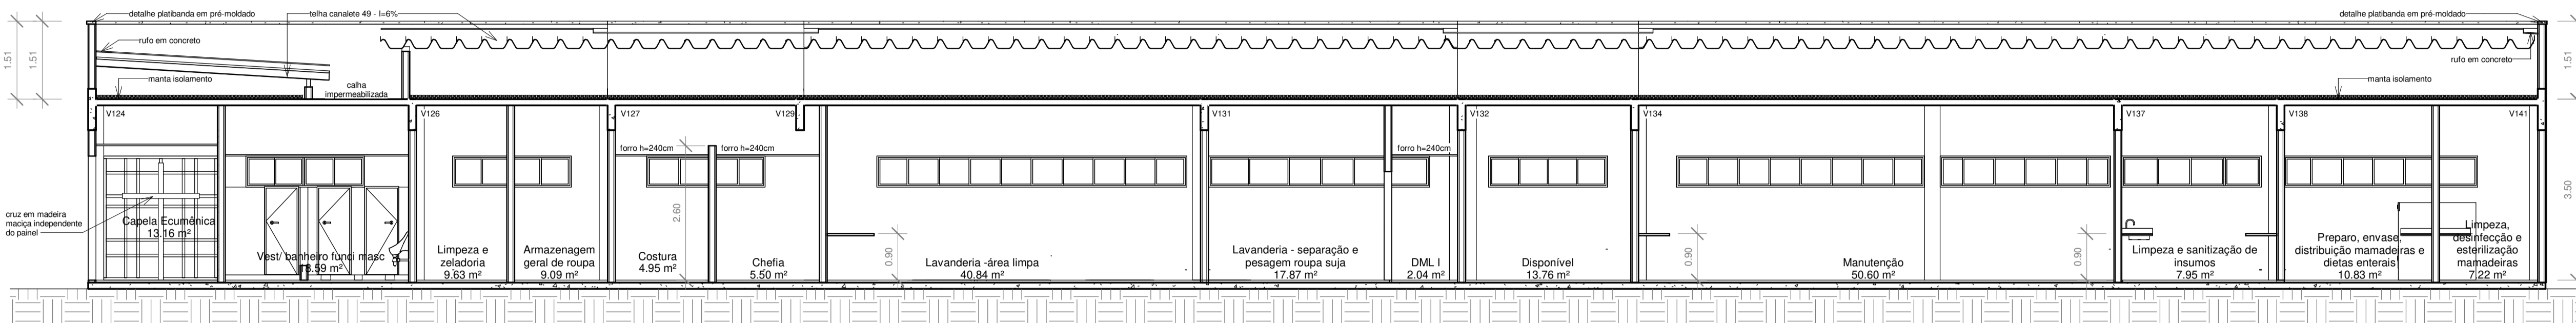 detalhe platibanda em pré-moldado
telha canalete 49 - I=6%
detalhe platibanda em pré-moldado
rufo em concreto
rufo em concreto
1.51
1.51
1.51
manta isolamento
calha
impermeabilizada
manta isolamento
V124
V126
V127
V129
V131
V132
V134
V137
V138
V141
forro h=240cm
forro h=240cm
forro h=240cm
3.50
2.60
cruz em madeira
maciça independente
do painel
Capela Ecumênica
13.16 m²
Vest/ banheiro funci masc
18.59 m²
Limpeza e
zeladoria
9.63 m²
Armazenagem
geral de roupa
9.09 m²
Costura
4.95 m²
Chefia
5.50 m²
0.90
Lavanderia -área limpa
40.84 m²
Lavanderia - separação e
pesagem roupa suja
17.87 m²
DML I
2.04 m²
Disponível
13.76 m²
0.90
Manutenção
50.60 m²
0.90
Limpeza e sanitização de
insumos
7.95 m²
Preparo, envase,
distribuição mamadeiras e
dietas enterais
10.83 m²
Limpeza,
desinfecção e
esterilização
mamadeiras
7.22 m²